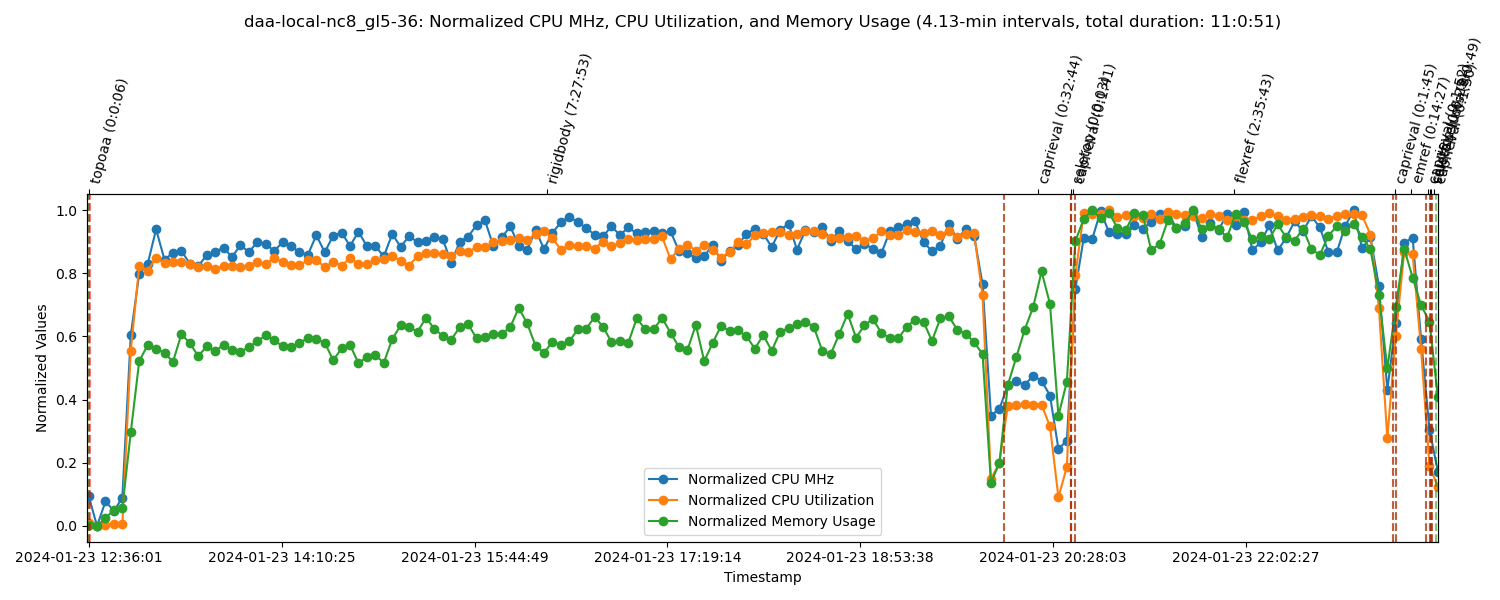 daa-local-nc8_gl5-36: Normalized CPU MHz, CPU Utilization, and Memory Usage (4.13-min intervals, total duration: 11:0:51)
topoaa (0:0:06)
rigidbody (7:27:53)
caprieval (0:32:44)
caprieval (0:1:41)
flexref (2:35:43)
caprieval (0:1:45)
emref (0:14:27)
1.0
0.8
0.6
0.4
0.2
0.0
Normalized Values
Normalized CPU MHz
Normalized CPU Utilization
Normalized Memory Usage
2024-01-23 12:36:01
2024-01-23 14:10:25
2024-01-23 15:44:49
2024-01-23 17:19:14
2024-01-23 18:53:38
2024-01-23 20:28:03
2024-01-23 22:02:27
Timestamp